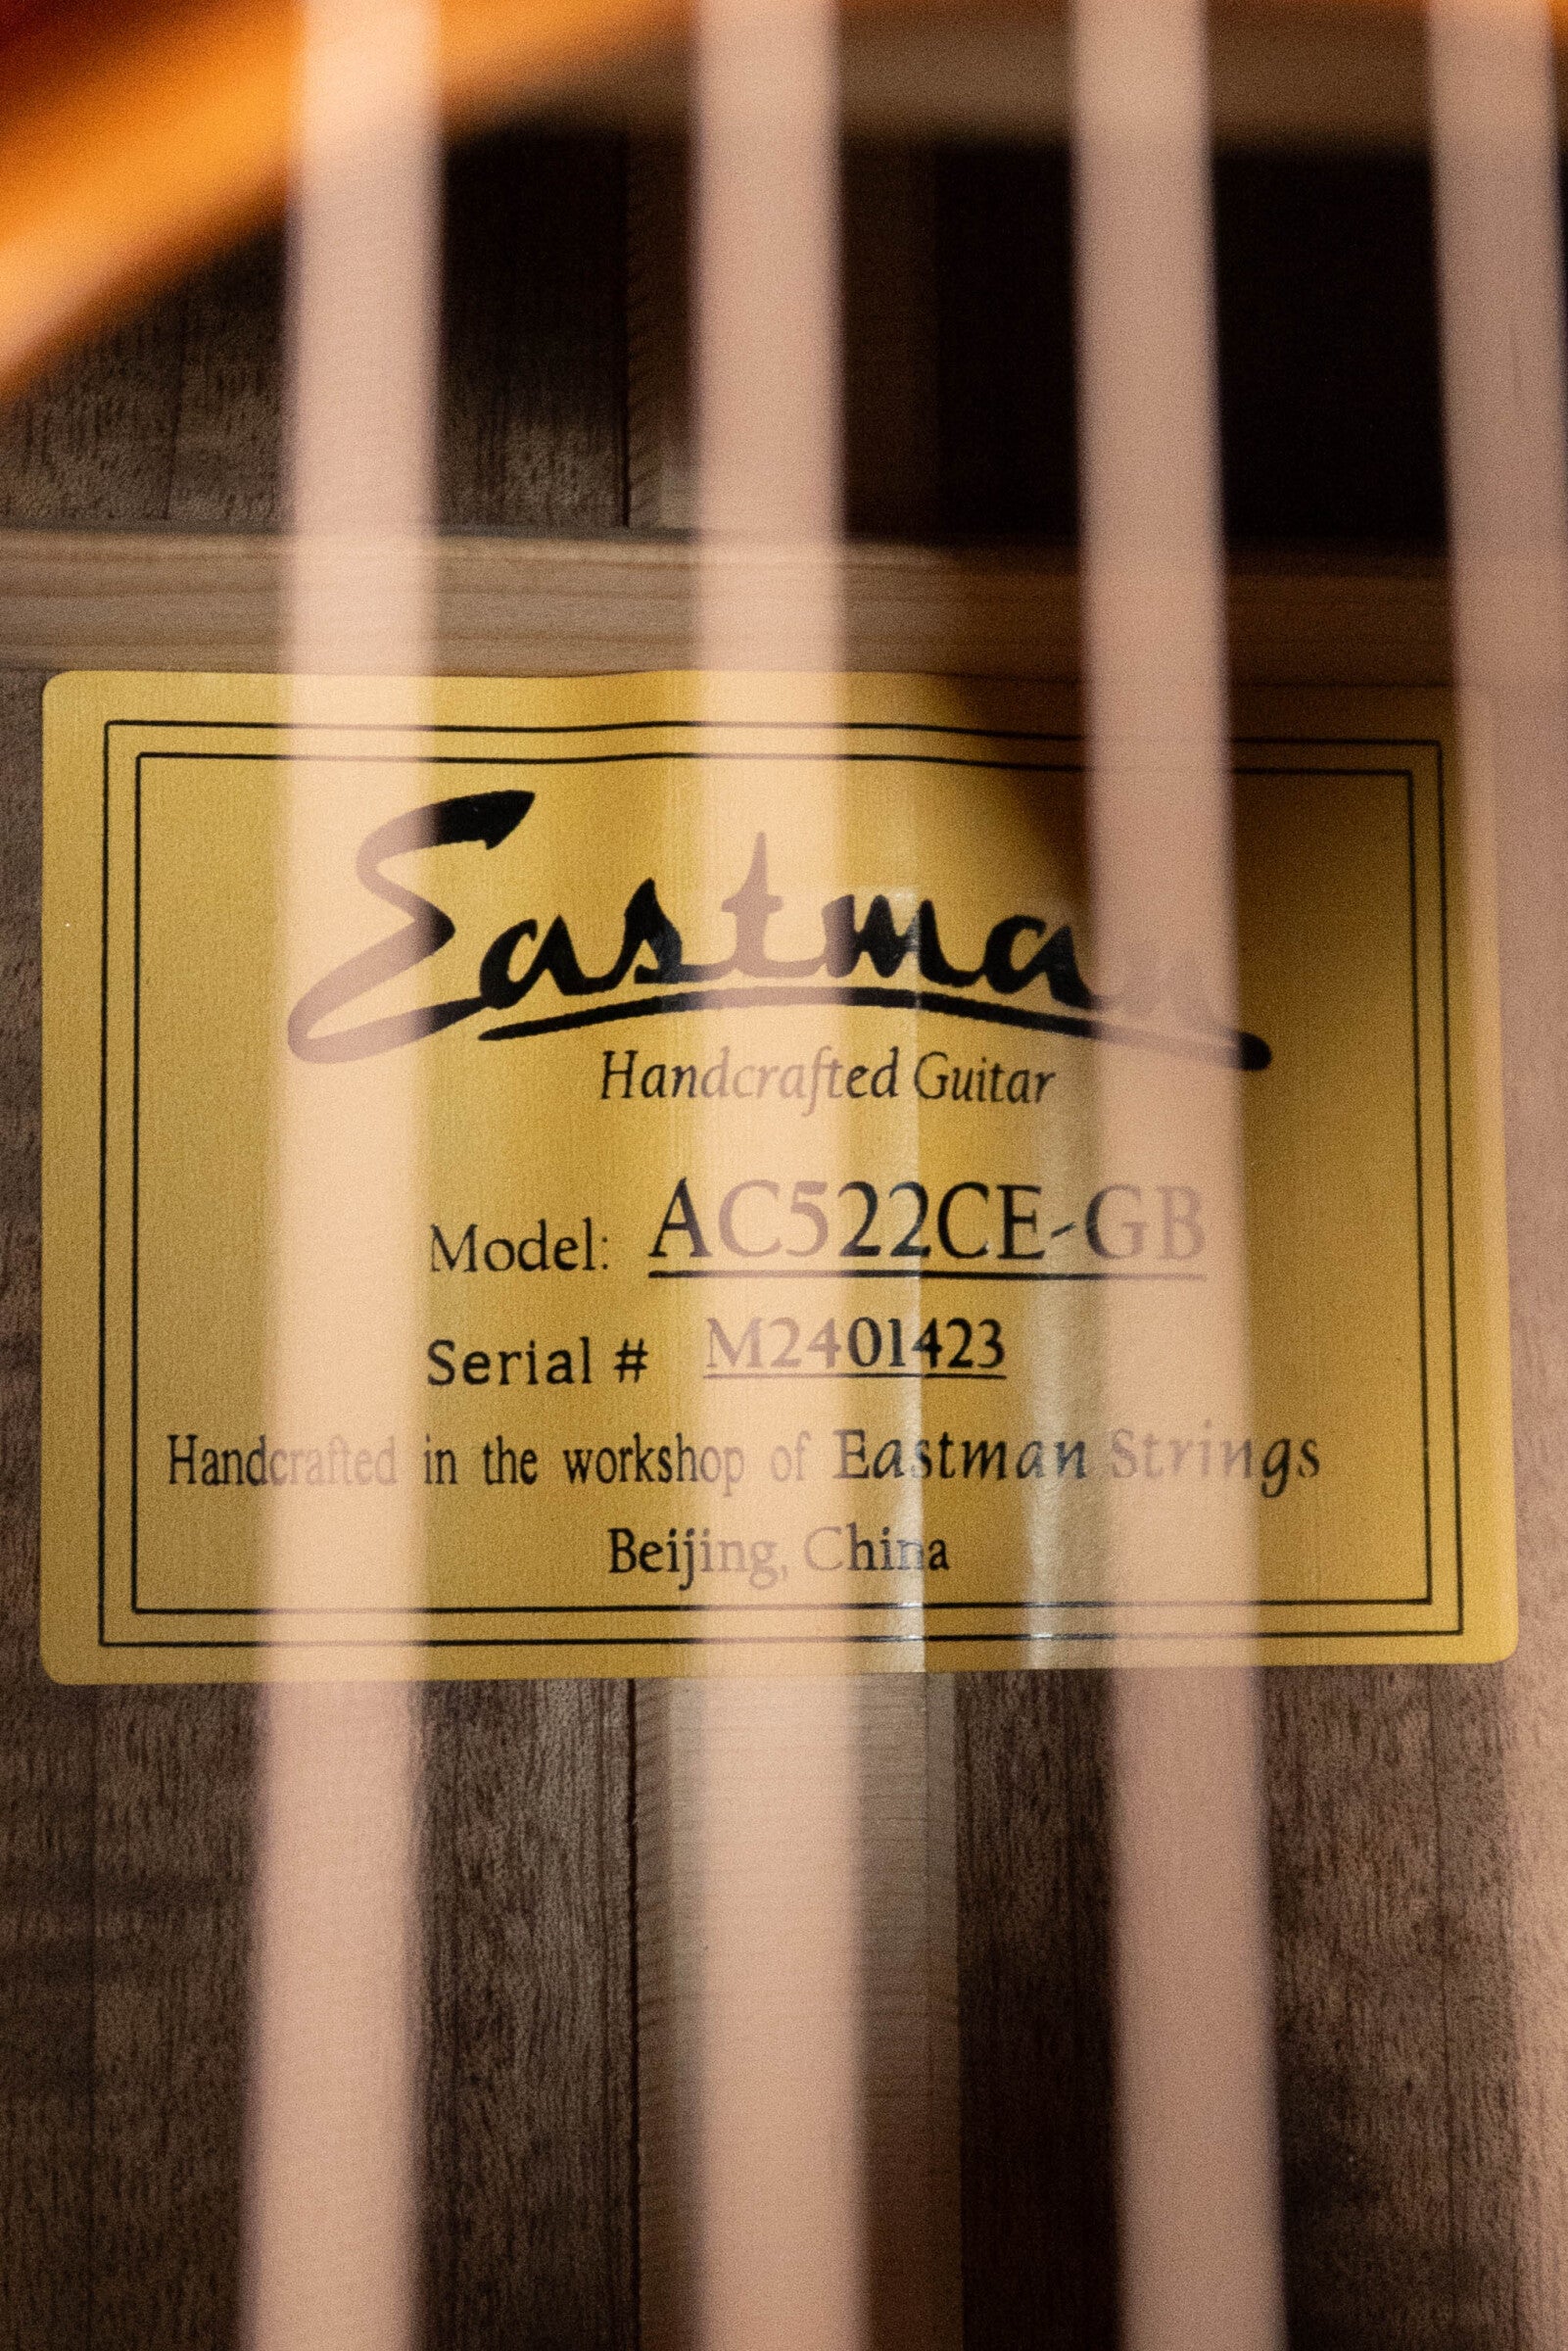 Eastman
Handcrafted Guitar
Model: AC522CE-GB
Serial # M2401423
Handcrafted in the workshop of Eastman Strings
Beijing, China